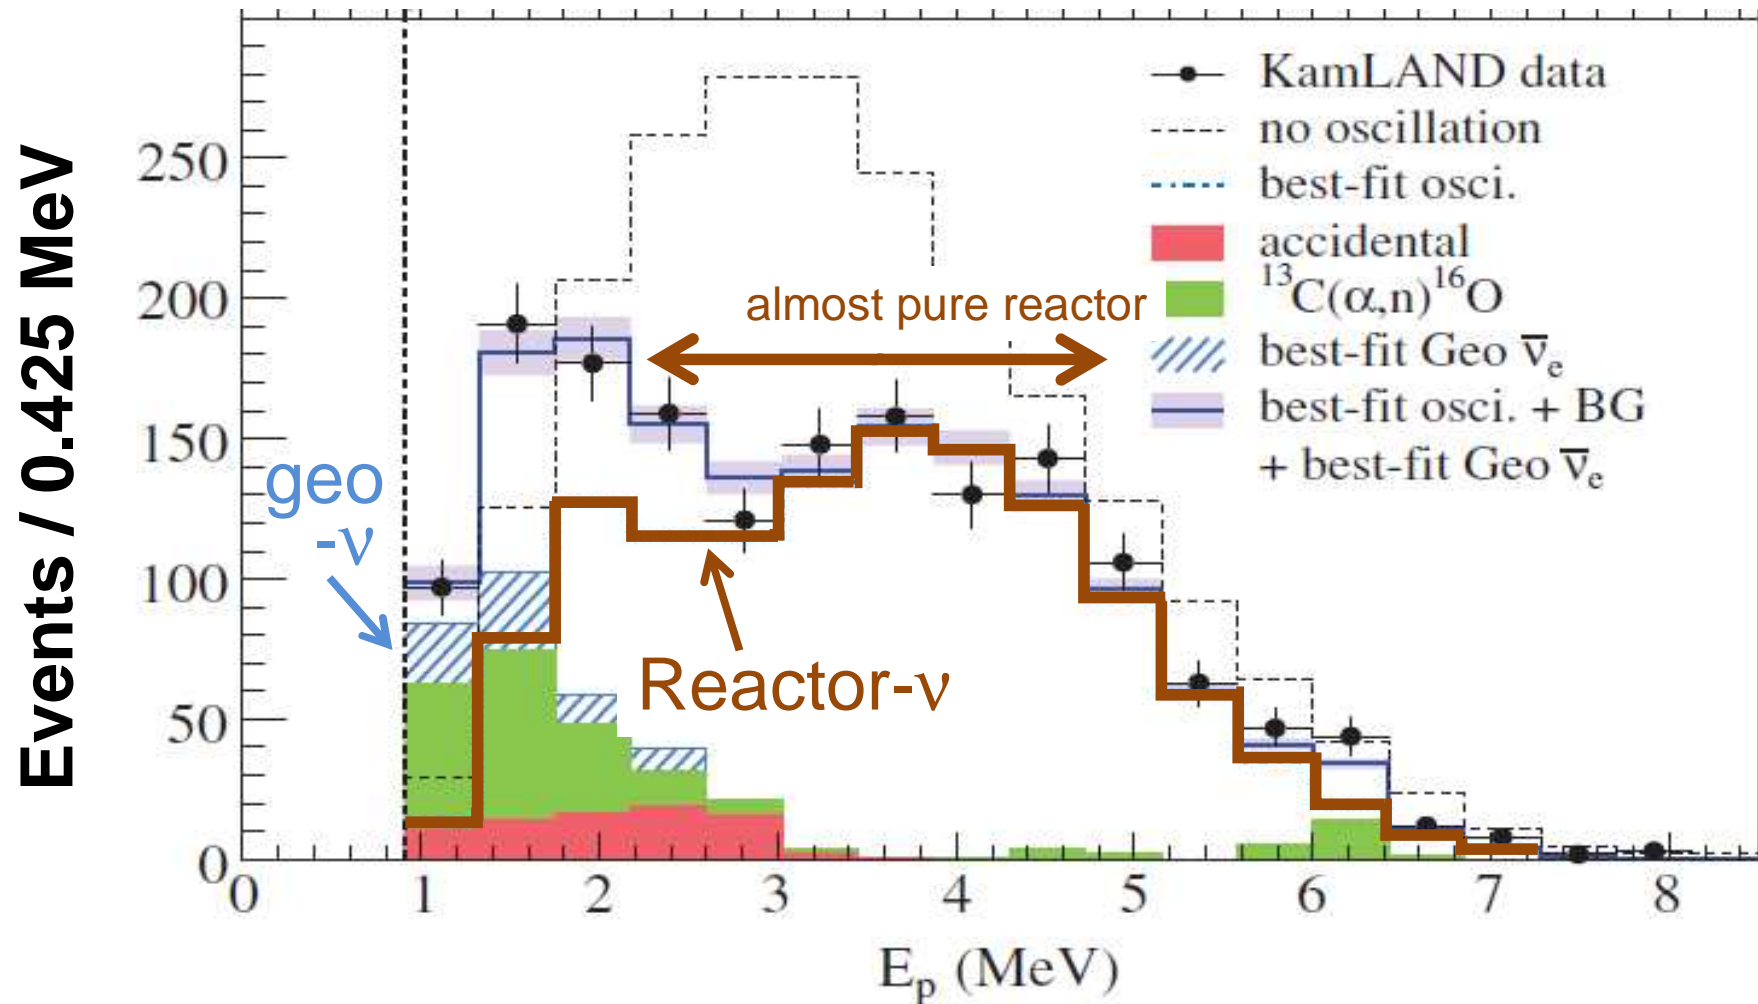 Events / 0.425 MeV
250
200
150
100
50
0
0 1 2 3 4 5 6 7 8
E_p (MeV)
KamLAND data
no oscillation
best-fit osci.
accidental
¹³C(α,n)¹⁶O
best-fit Geo ν̅ₑ
best-fit osci. + BG
+ best-fit Geo ν̅ₑ
almost pure reactor
geo
-ν
Reactor-ν